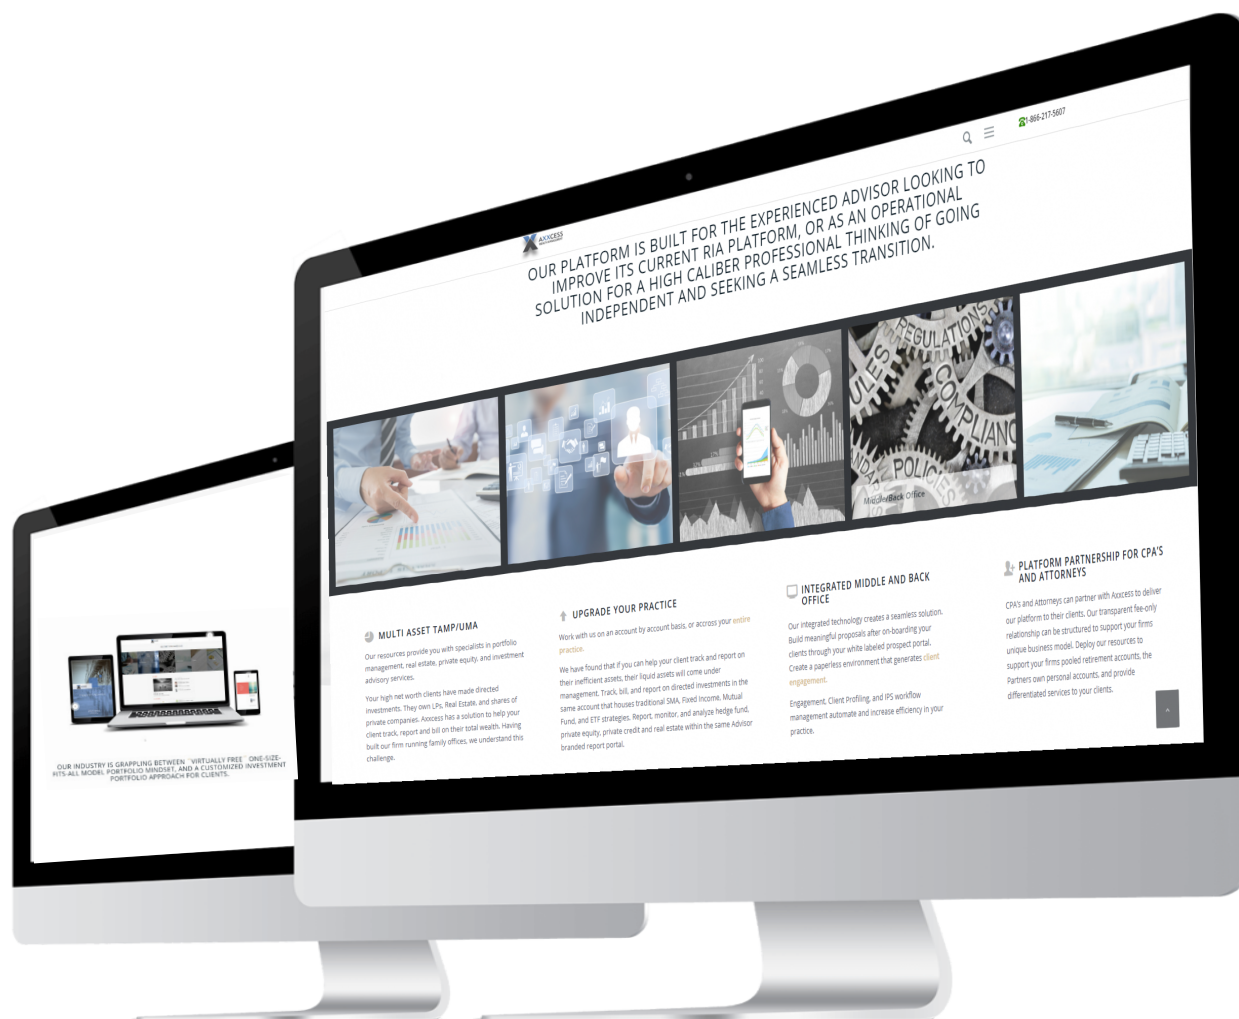 1-866-217-5607
AXXCESS
OUR PLATFORM IS BUILT FOR THE EXPERIENCED ADVISOR LOOKING TO
IMPROVE ITS CURRENT RIA PLATFORM, OR AS AN OPERATIONAL
SOLUTION FOR A HIGH CALIBER PROFESSIONAL THINKING OF GOING
INDEPENDENT AND SEEKING A SEAMLESS TRANSITION.
REGULATIONS
RULES
COMPLIANC
POLICIES
Middle/Back Office
MULTI ASSET TAMP/UMA
Our resources provide you with specialists in portfolio
management, real estate, private equity, and investment
advisory services.
Your high net worth clients have made directed
investments. They own LPs, Real Estate, and shares of
private companies. Axxcess has a solution to help your
client track, report and bill on their total wealth. Having
built our firm running family offices, we understand this
challenge.
UPGRADE YOUR PRACTICE
Work with us on an account by account basis, or accross your entire
practice.
We have found that if you can help your client track and report on
their inefficient assets, their liquid assets will come under
management. Track, bill, and report on directed investments in the
same account that houses traditional SMA, Fixed income, Mutual
Fund, and ETF strategies. Report, monitor, and analyze hedge fund,
private equity, private credit and real estate within the same Advisor
branded report portal.
INTEGRATED MIDDLE AND BACK
OFFICE
Our integrated technology creates a seamless solution.
Build meaningful proposals after on-boarding your
clients through your white labeled prospect portal.
Create a paperless environment that generates client
engagement.
Engagement, Client Profiling, and IPS workflow
management automate and increase efficiency in your
practice.
PLATFORM PARTNERSHIP FOR CPA'S
AND ATTORNEYS
CPA's and Attorneys can partner with Axxcess to deliver
our platform to their clients. Our transparent fee-only
relationship can be structured to support your firms
unique business model. Deploy our resources to
support your firms pooled retirement accounts, the
Partners own personal accounts, and provide
differentiated services to your clients.
OUR INDUSTRY IS GRAPPLING BETWEEN ¨VIRTUALLY FREE¨ ONE-SIZE-
FITS-ALL MODEL PORTFOLIO MINDSET, AND A CUSTOMIZED INVESTMENT
PORTFOLIO APPROACH FOR CLIENTS.